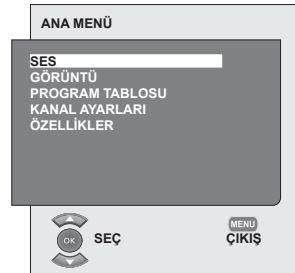 ANA MENÜ
SES
GÖRÜNTÜ
PROGRAM TABLOSU
KANAL AYARLARI
ÖZELLİKLER
OK SEÇ
MENU
ÇIKIŞ